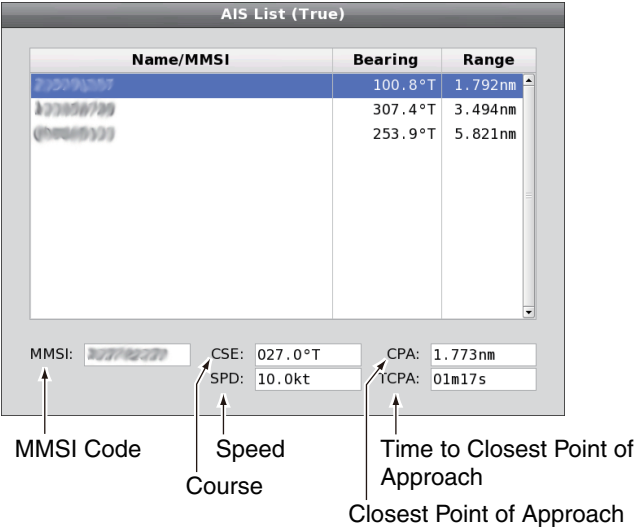 AIS List (True)
Name/MMSI Bearing Range
100.8°T 1.792nm
307.4°T 3.494nm
253.9°T 5.821nm
MMSI: CSE: 027.0°T CPA: 1.773nm
SPD: 10.0kt TCPA: 01m17s
MMSI Code
Speed
Time to Closest Point of
Approach
Course
Closest Point of Approach